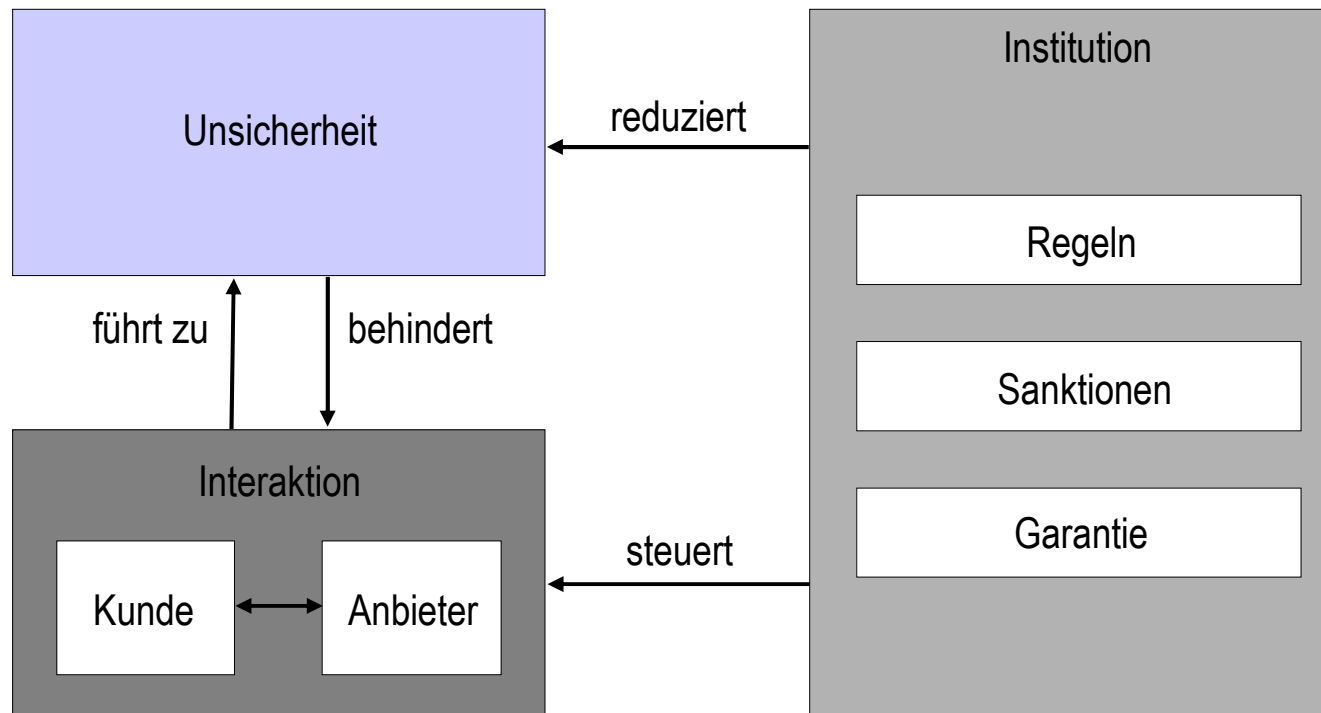 Unsicherheit
reduziert
Institution
Regeln
Sanktionen
Garantie
führt zu
behindert
Interaktion
Kunde
Anbieter
steuert